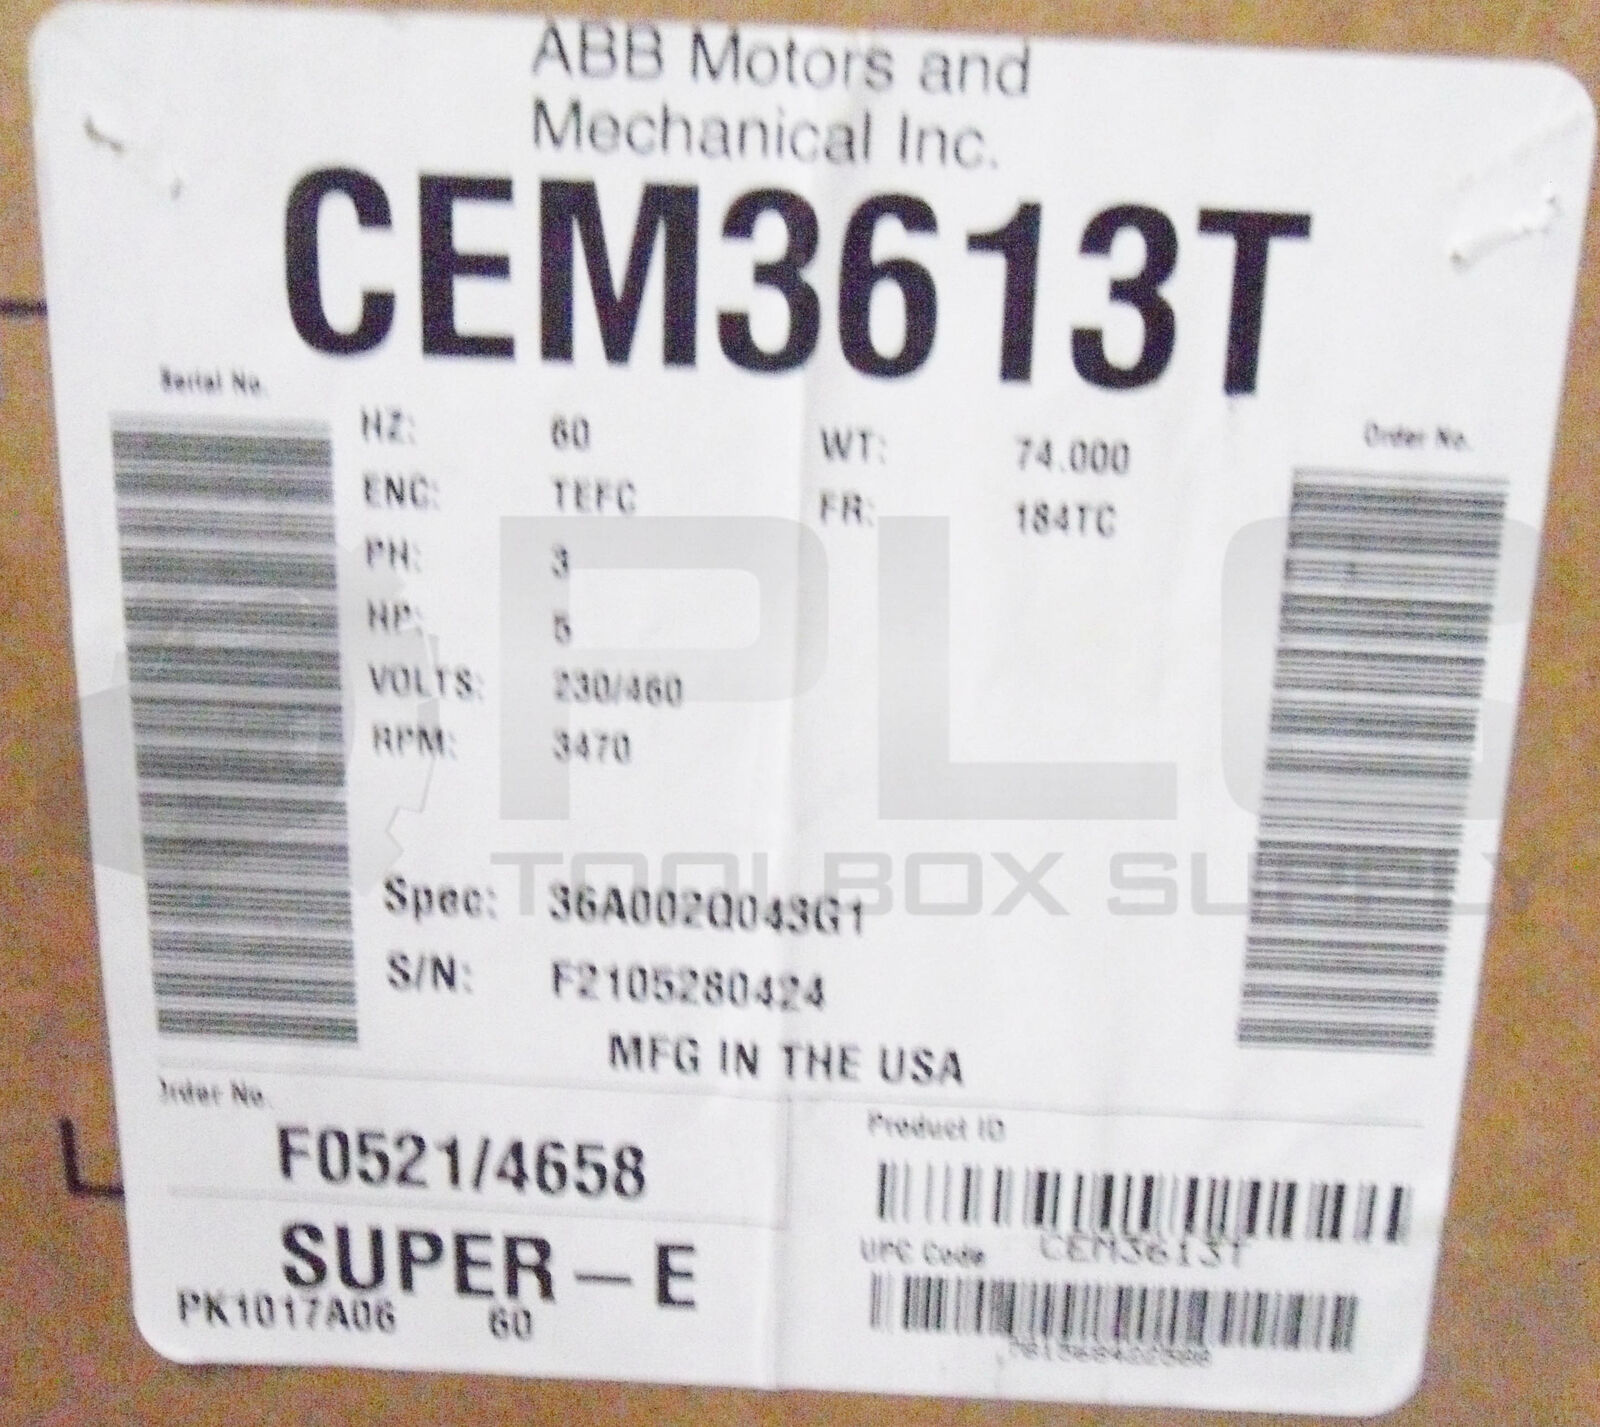 ABB Motors and
Mechanical Inc.
CEM3613T
Serial No.
HZ: 60 WT: 74.000
ENC: TEFC FR: 184TC
PH: 3
HP: 5
VOLTS: 230/460
RPM: 3470
Order No.
PLC
TOOLBOX SUPPLY
Spec: 36A002Q043G1
S/N: F2105280424
MFG IN THE USA
Order No.
F0521/4658
SUPER-E
PK1017A06 60
Product ID
CEM3613T
UPC Code